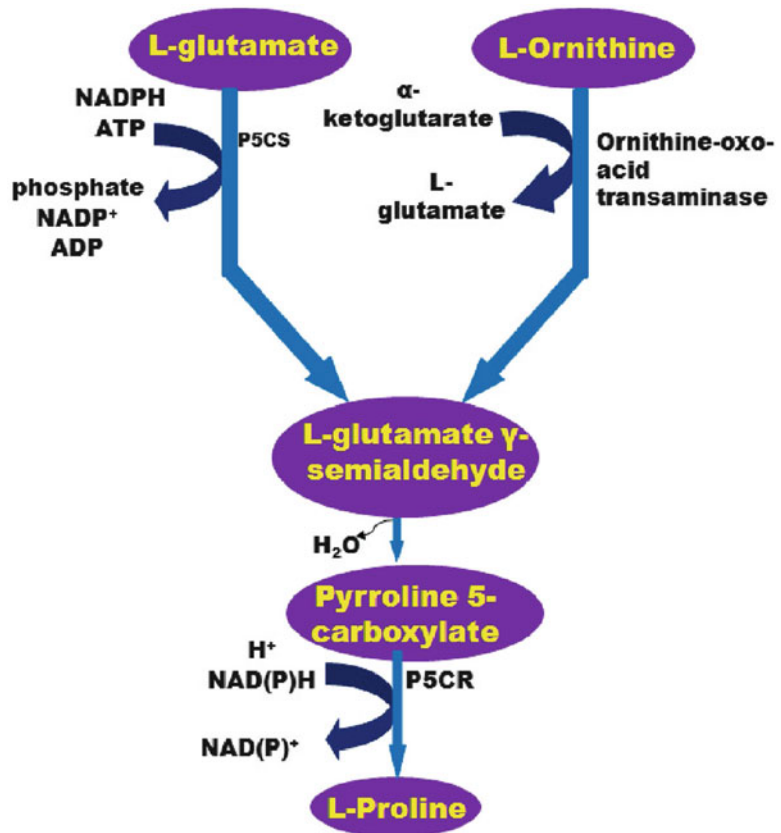 L-glutamate
L-Ornithine
NADPH
ATP
P5CS
phosphate
NADP⁺
ADP
α-
ketoglutarate
L-
glutamate
Ornithine-oxo-
acid
transaminase
L-glutamate γ-
semialdehyde
H₂O
Pyrroline 5-
carboxylate
H⁺
NAD(P)H
P5CR
NAD(P)⁺
L-Proline